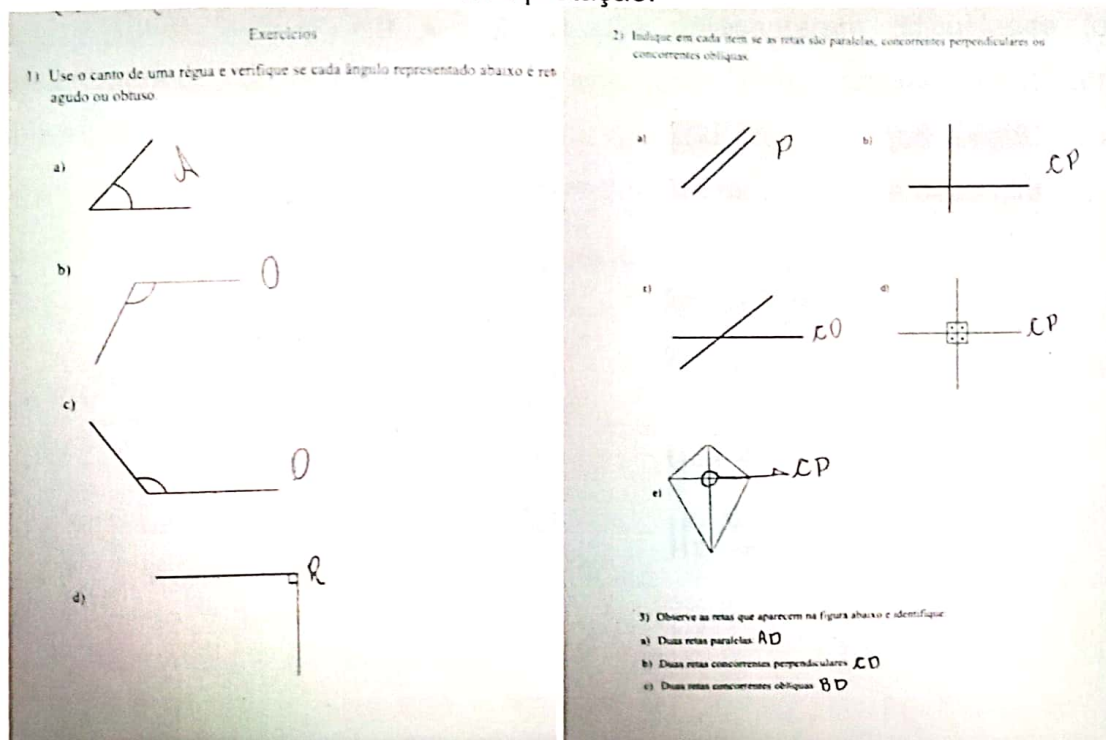 Exercícios
1) Use o canto de uma régua e verifique se cada ângulo representado abaixo e ret
agudo ou obtuso.
a)
A
b)
O
c)
O
d)
R
2) Indique em cada item se as retas são paralelas, concorrentes perpendiculares ou
concorrentes oblíquas.
a)
P
b)
CP
c)
CO
d)
CP
e)
CP
3) Observe as retas que aparecem na figura abaixo e identifique
a) Duas retas paralelas AD
b) Duas retas concorrentes perpendiculares CD
c) Duas retas concorrentes oblíquas BD